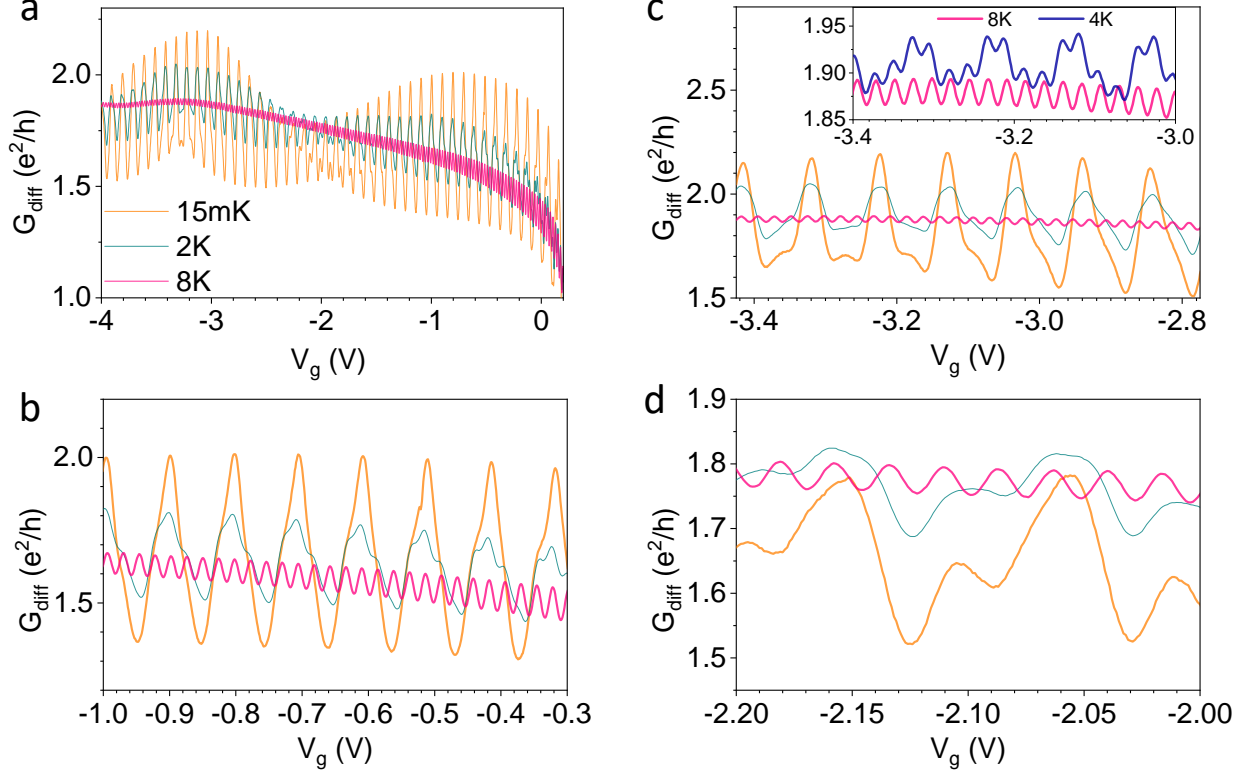 a
G_diff (e²/h)
2.0
1.5
1.0
15mK
2K
8K
-4 -3 -2 -1 0
V_g (V)
c
G_diff (e²/h)
2.5
2.0
1.5
-3.4 -3.2 -3.0 -2.8
V_g (V)
8K 4K
1.95
1.90
1.85
-3.4 -3.2 -3.0
b
G_diff (e²/h)
2.0
1.5
-1.0 -0.9 -0.8 -0.7 -0.6 -0.5 -0.4 -0.3
V_g (V)
d
G_diff (e²/h)
1.9
1.8
1.7
1.6
1.5
-2.20 -2.15 -2.10 -2.05 -2.00
V_g (V)